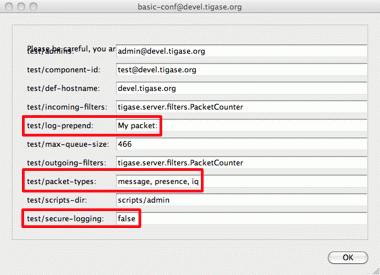 basic-conf@devel.tigase.org
Please be careful, you ar
test/admins admin@devel.tigase.org
test/component-id: test@devel.tigase.org
test/def-hostname: devel.tigase.org
test/incoming-filters: tigase.server.filters.PacketCounter
test/log-prepend: My packet:
test/max-queue-size: 466
test/outgoing-filters: tigase.server.filters.PacketCounter
test/packet-types: message, presence, iq
test/scripts-dir: scripts/admin
test/secure-logging: false
OK